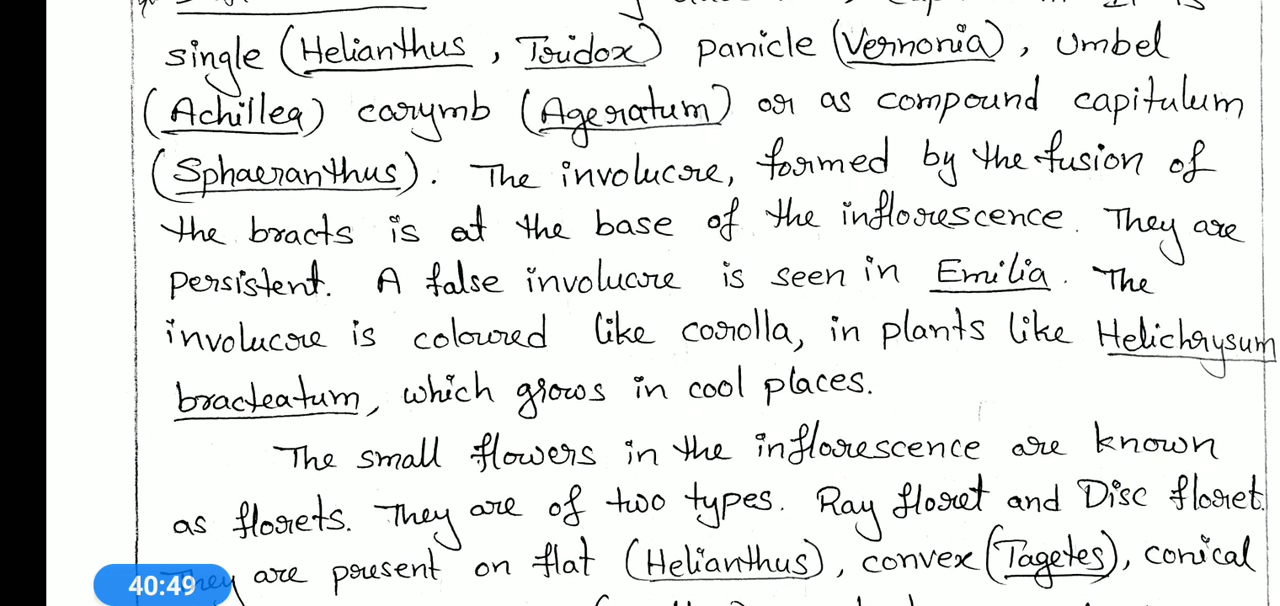 single (Helianthus, Tridox) panicle (Vernonia), Umbel
(Achillea) corymb (Ageratum) or as compound capitulum
(Sphaeranthus). The involucre, formed by the fusion of
the bracts is at the base of the inflorescence. They are
persistent. A false involucre is seen in Emilia. The
involucre is coloured like corolla, in plants like Helichrysum
bracteatum, which grows in cool places.
The small flowers in the inflorescence are known
as florets. They are of two types. Ray floret and Disc floret.
They are present on flat (Helianthus), convex (Tagetes), conical
40:49